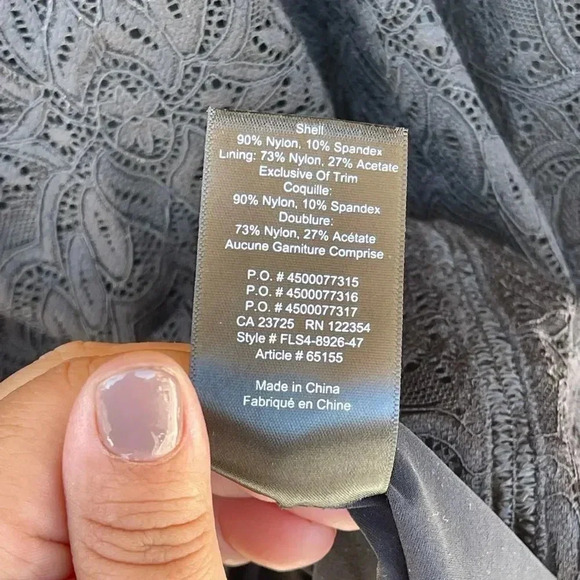 Shell
90% Nylon, 10% Spandex
Lining: 73% Nylon, 27% Acetate
Exclusive Of Trim
Coquille:
90% Nylon, 10% Spandex
Doublure:
73% Nylon, 27% Acétate
Aucune Garniture Comprise
P.O. # 4500077315
P.O. # 4500077316
P.O. # 4500077317
CA 23725 RN 122354
Style # FLS4-8926-47
Article # 65155
Made in China
Fabriqué en Chine